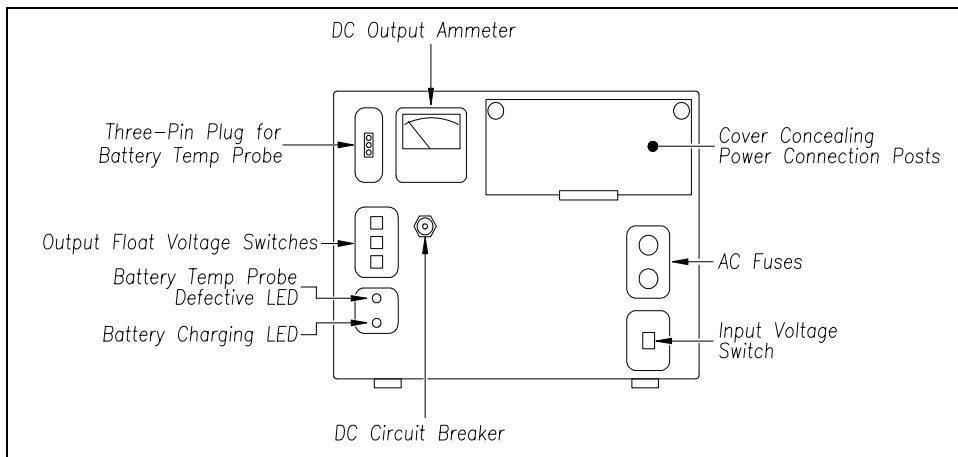 DC Output Ammeter
Three-Pin Plug for
Battery Temp Probe
Cover Concealing
Power Connection Posts
Output Float Voltage Switches
AC Fuses
Battery Temp Probe
Defective LED
Battery Charging LED
Input Voltage
Switch
DC Circuit Breaker